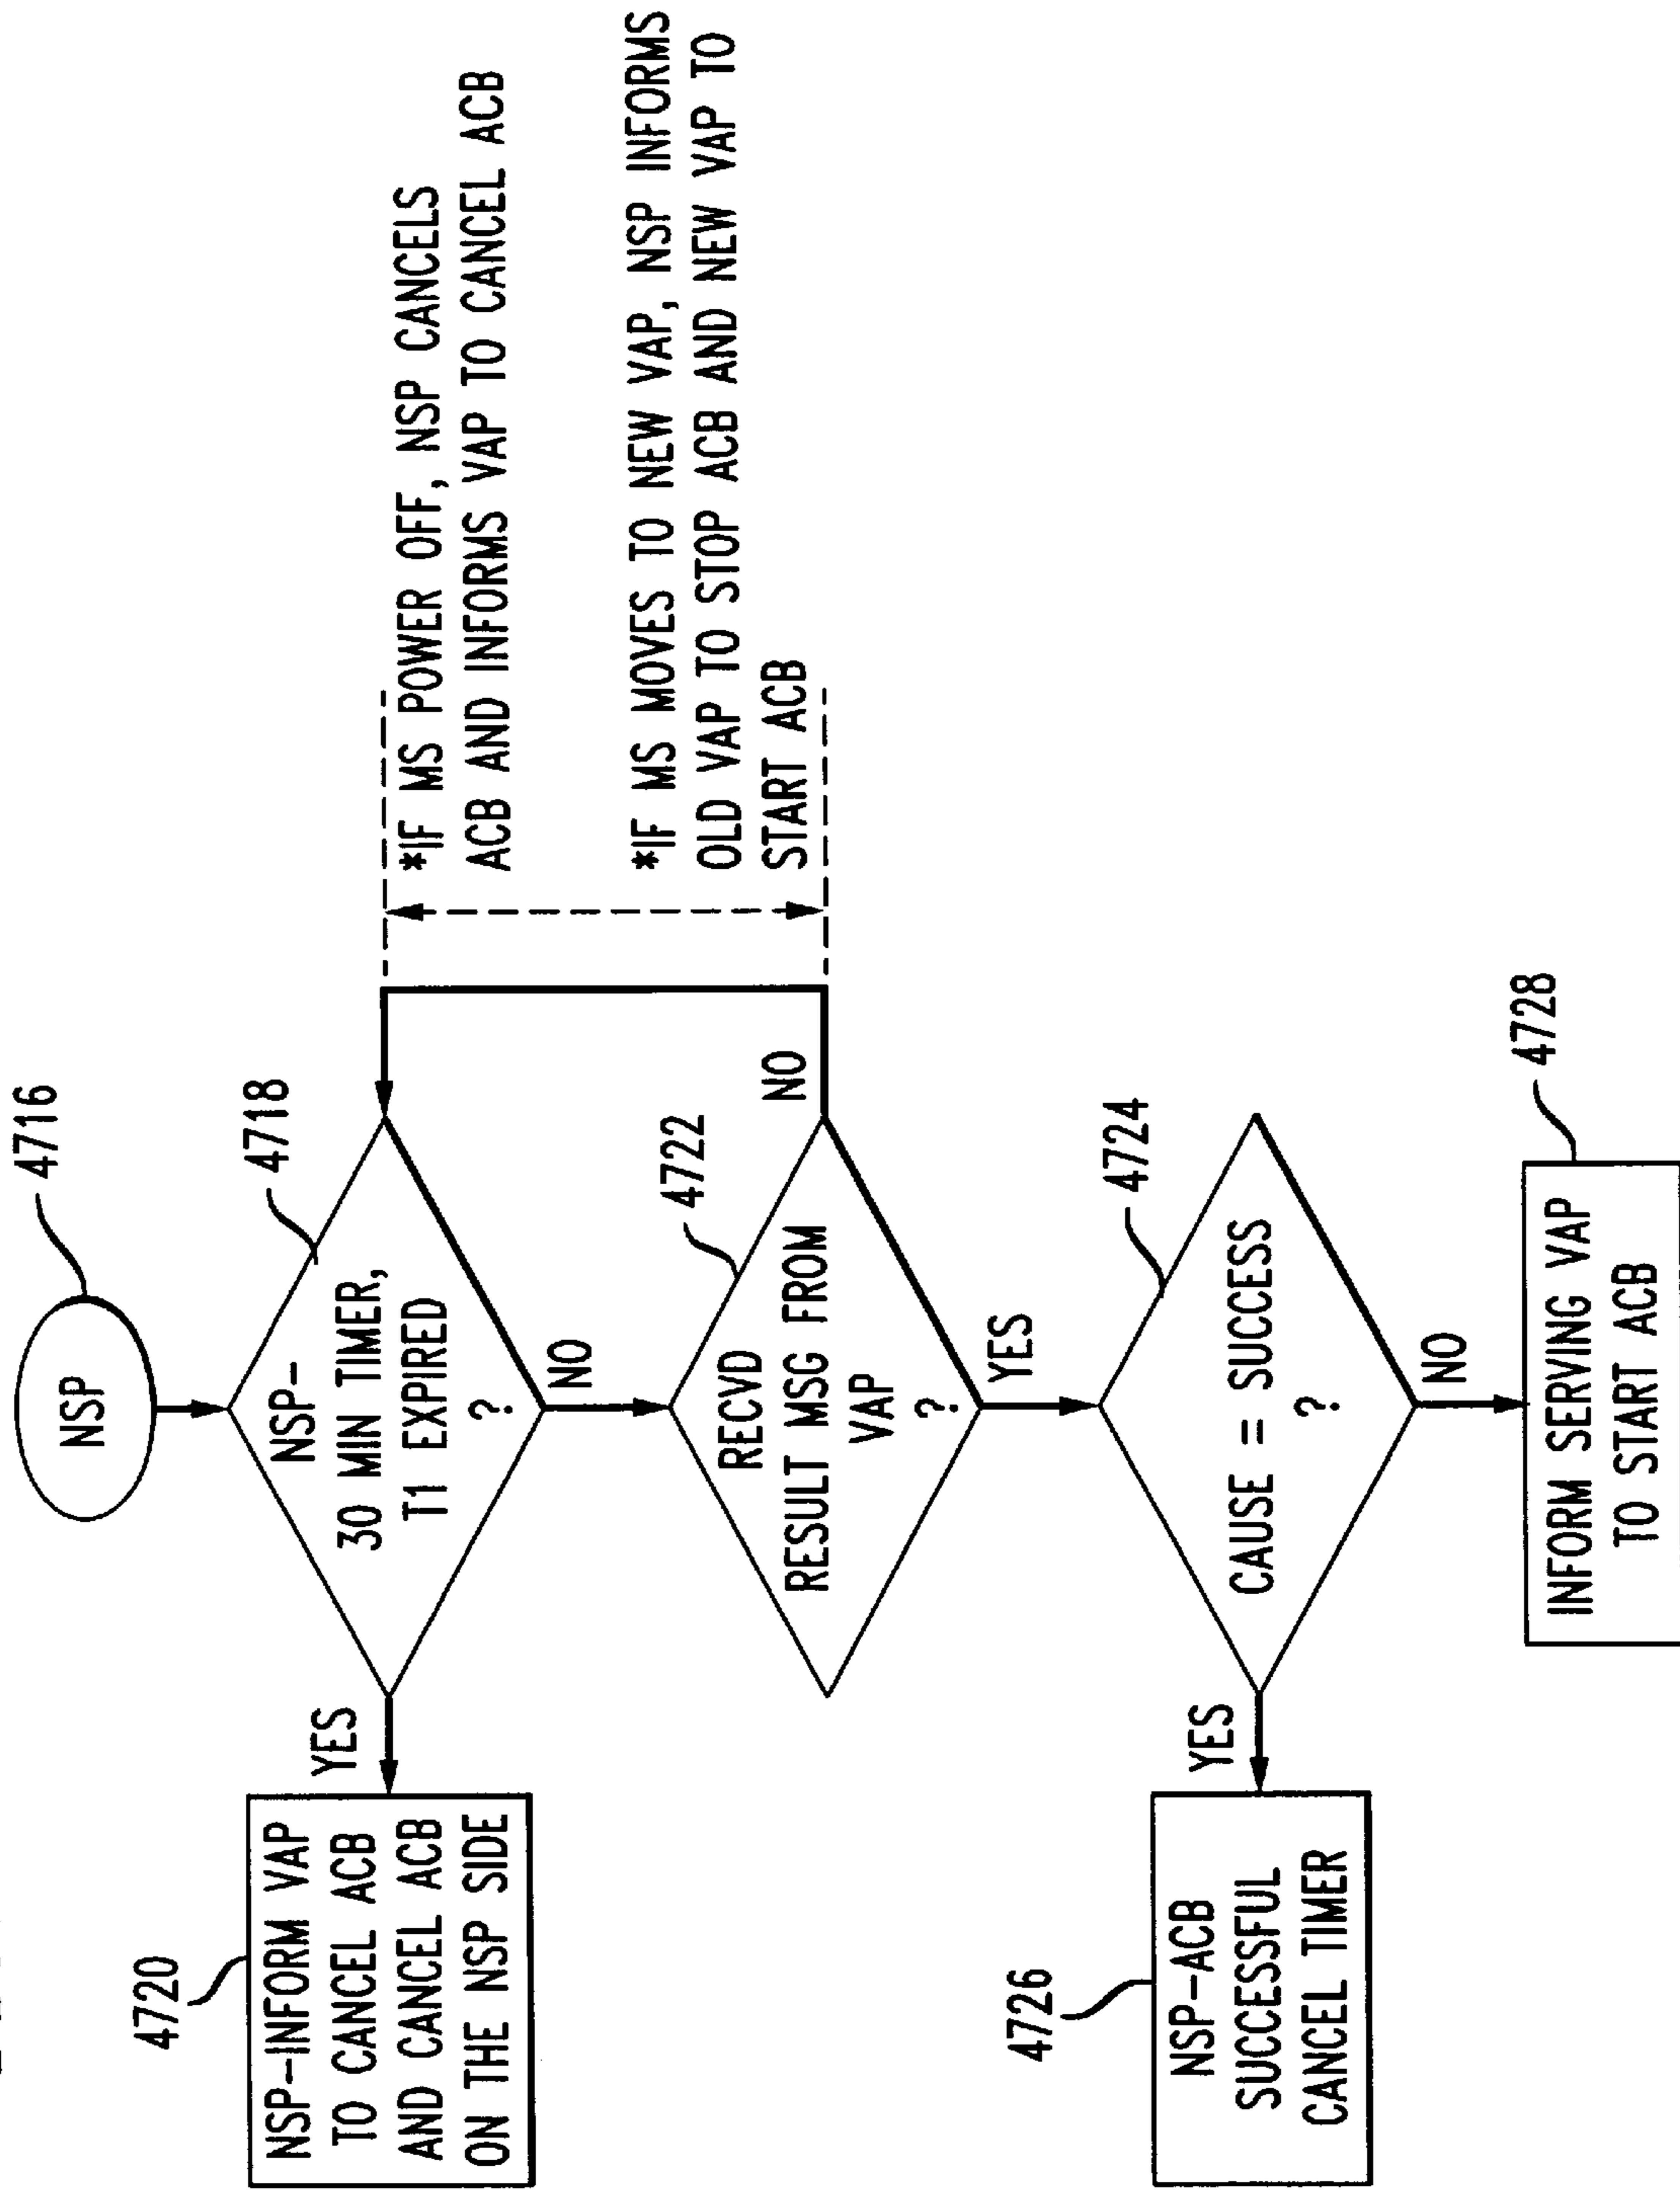 NSP
4716
NSP-
30 MIN TIMER,
T1 EXPIRED
?
4718
YES
4720
NSP-INFORM VAP
TO CANCEL ACB
AND CANCEL ACB
ON THE NSP SIDE
NO
*IF MS POWER OFF, NSP CANCELS
ACB AND INFORMS VAP TO CANCEL ACB
*IF MS MOVES TO NEW VAP, NSP INFORMS
OLD VAP TO STOP ACB AND NEW VAP TO
START ACB
RECVD
RESULT MSG FROM
VAP
?
4722
NO
YES
CAUSE = SUCCESS
?
4724
YES
4726
NSP-ACB
SUCCESSFUL
CANCEL TIMER
NO
4728
INFORM SERVING VAP
TO START ACB